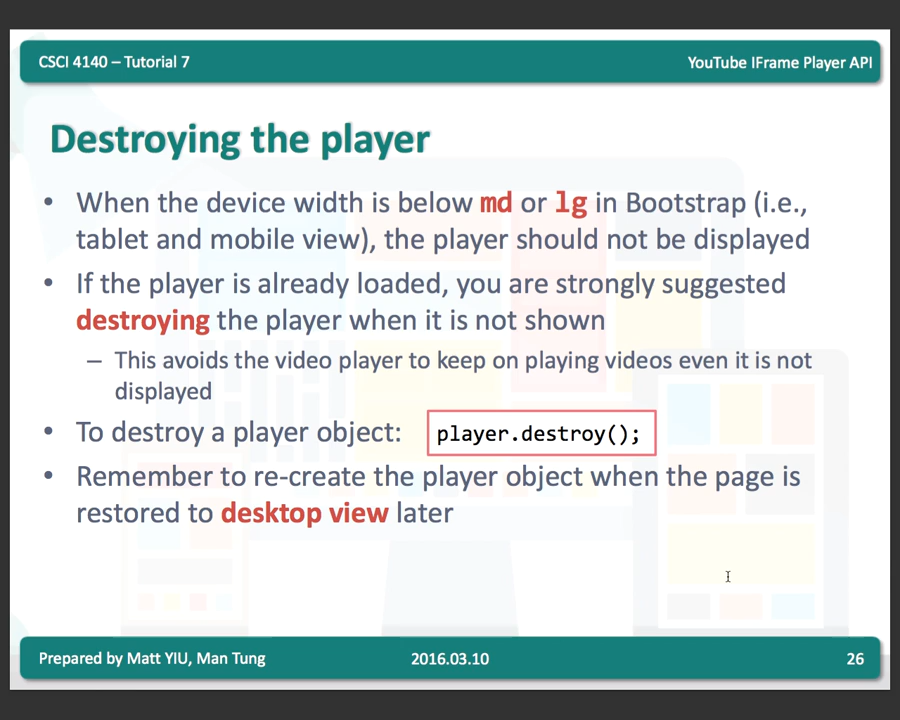 CSCI 4140 – Tutorial 7
YouTube IFrame Player API
Destroying the player
• When the device width is below md or lg in Bootstrap (i.e.,
tablet and mobile view), the player should not be displayed
• If the player is already loaded, you are strongly suggested
destroying the player when it is not shown
– This avoids the video player to keep on playing videos even it is not
displayed
• To destroy a player object: player.destroy();
• Remember to re-create the player object when the page is
restored to desktop view later
Prepared by Matt YIU, Man Tung
2016.03.10
26